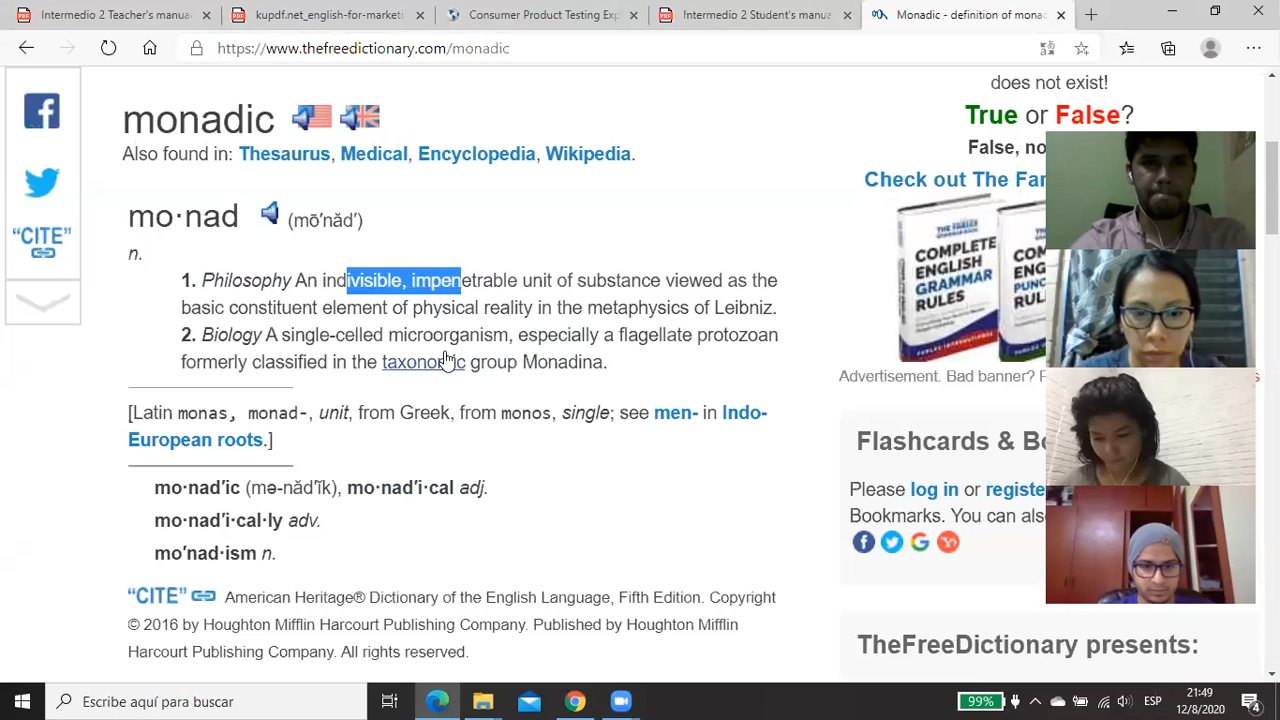 Intermedio 2 Teacher's manua
kupdf.net_english-for-marketi
Consumer Product Testing Exp
Intermedio 2 Student's manua
Monadic - definition of mona
https://www.thefreedictionary.com/monadic
monadic
Also found in: Thesaurus, Medical, Encyclopedia, Wikipedia.
mo·nad (mō′năd′)
n.
1. Philosophy An indivisible, impenetrable unit of substance viewed as the
basic constituent element of physical reality in the metaphysics of Leibniz.
2. Biology A single-celled microorganism, especially a flagellate protozoan
formerly classified in the taxonomic group Monadina.
[Latin monas, monad-, unit, from Greek, from monos, single; see men- in Indo-
European roots.]
mo·nad′ic (mə-năd′ĭk), mo·nad′i·cal adj.
mo·nad′i·cal·ly adv.
mo′nad·ism n.
"CITE" American Heritage® Dictionary of the English Language, Fifth Edition. Copyright
© 2016 by Houghton Mifflin Harcourt Publishing Company. Published by Houghton Mifflin
Harcourt Publishing Company. All rights reserved.
"CITE"
does not exist!
True or False?
False, no
Check out The Far
COMPLETE
ENGLISH
GRAMMAR
RULES
COMP
ENG
PUNC
RUL
Advertisement. Bad banner? P
Flashcards & Bo
Please log in or registe
Bookmarks. You can als
TheFreeDictionary presents:
Escribe aquí para buscar
99%
ESP
21:49
12/8/2020
4